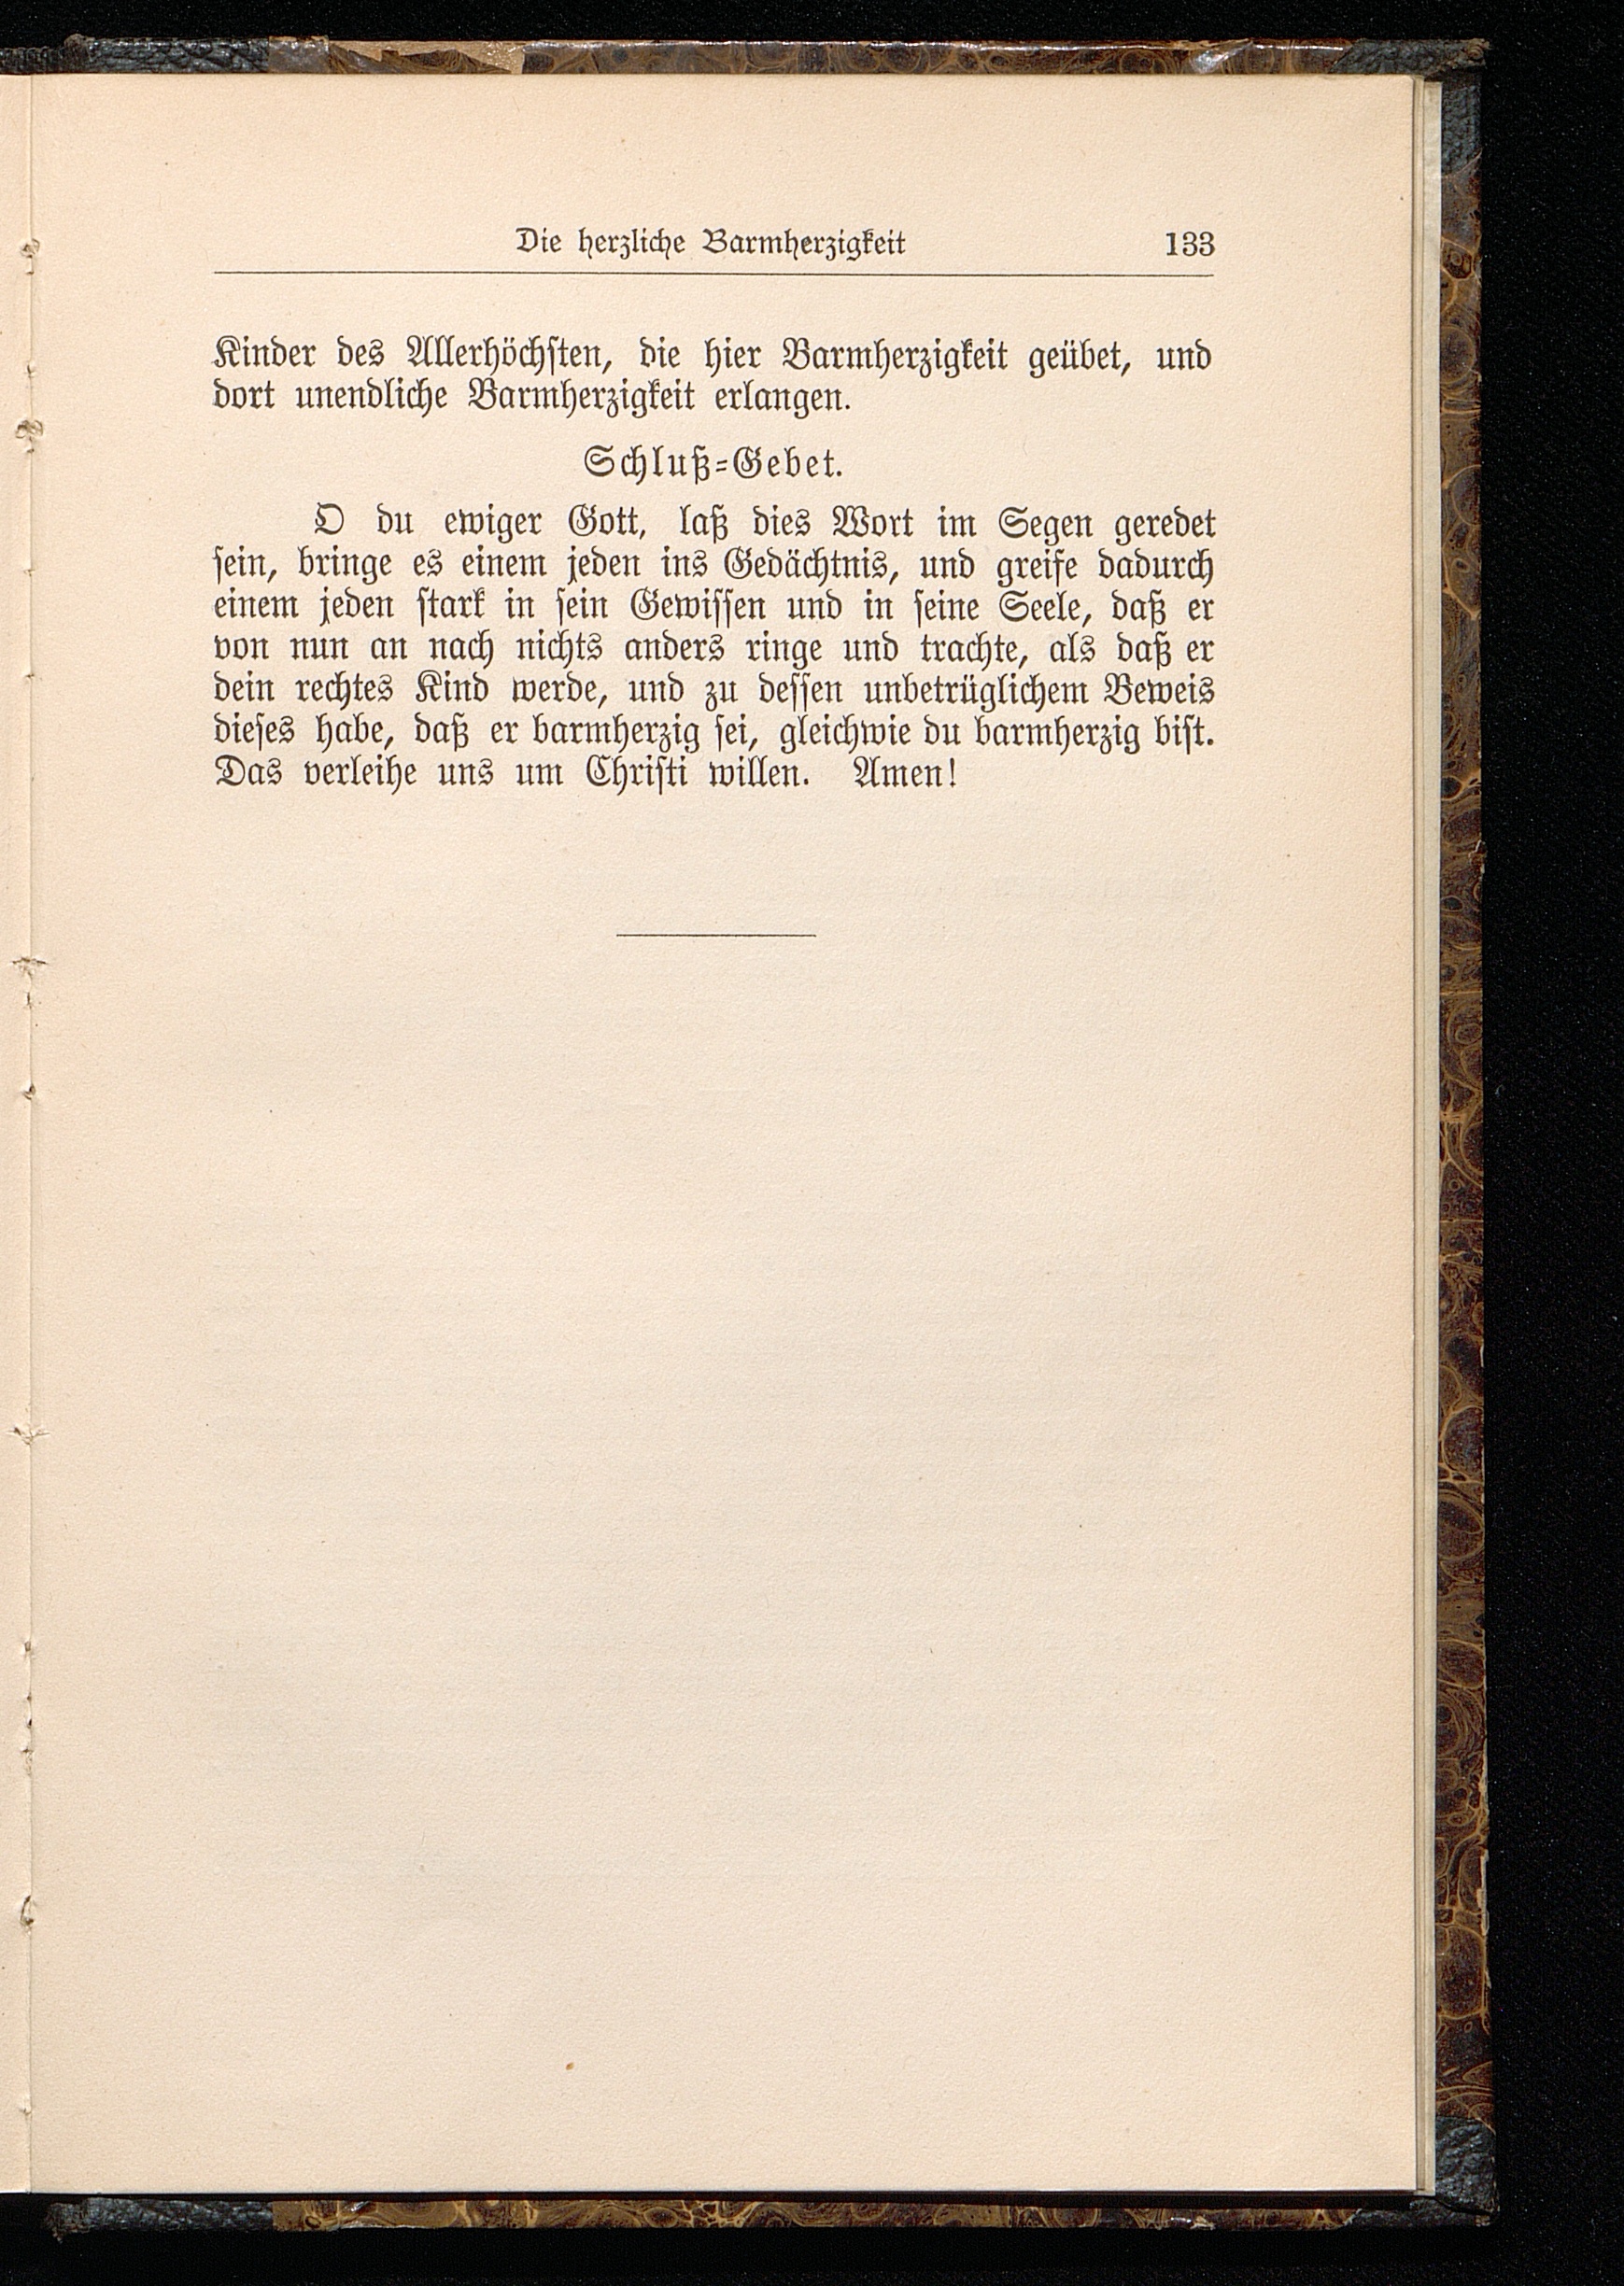 Die herzliche Barmherzigkeit 133
Kinder des Allerhöchsten, die hier Barmherzigkeit geübet, und
dort unendliche Barmherzigkeit erlangen.
Schluß-Gebet.
O du ewiger Gott, laß dies Wort im Segen geredet
sein, bringe es einem jeden ins Gedächtnis, und greife dadurch
einem jeden stark in sein Gewissen und in seine Seele, daß er
von nun an nach nichts anders ringe und trachte, als daß er
dein rechtes Kind werde, und zu dessen unbetrüglichem Beweis
dieses habe, daß er barmherzig sei, gleichwie du barmherzig bist.
Das verleihe uns um Christi willen. Amen!